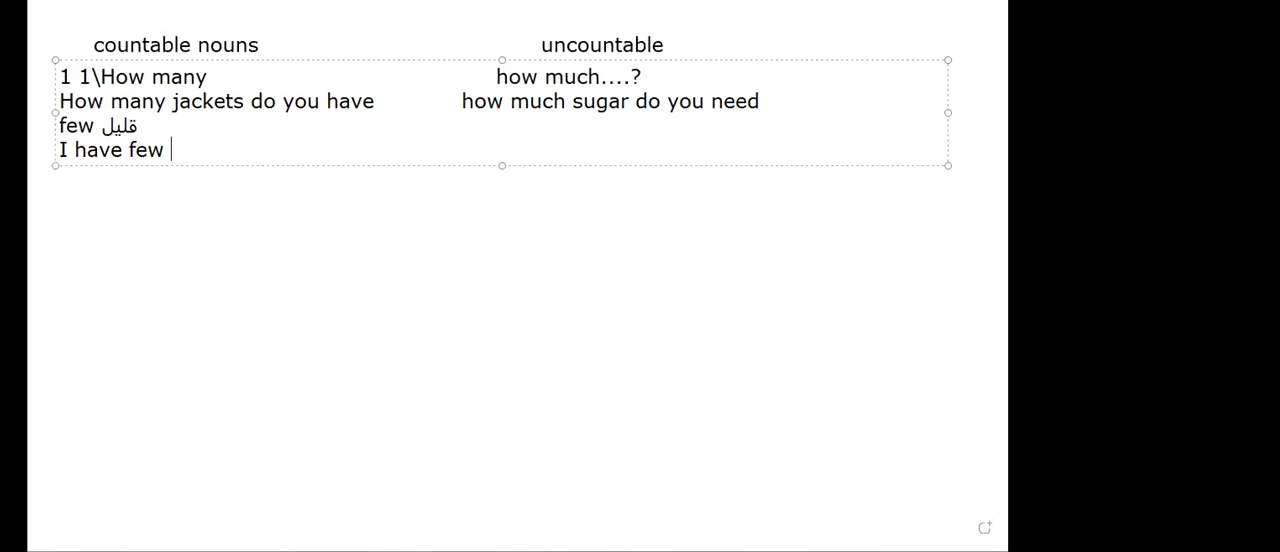 countable nouns uncountable
1 1\How many how much....?
How many jackets do you have how much sugar do you need
few قليل
I have few